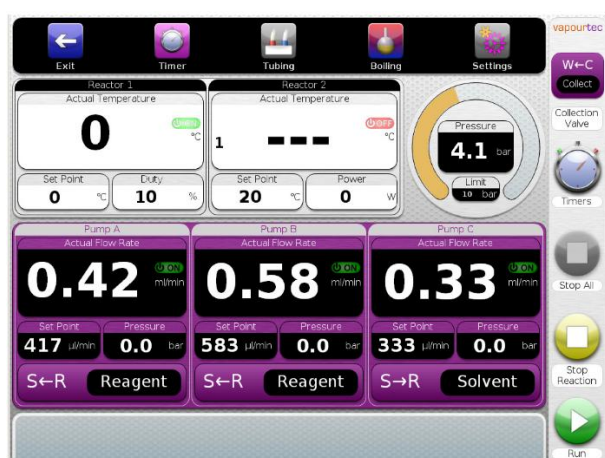 vapourtec
Exit
Timer
Tubing
Boiling
Settings
W←C
Collect
Collection
Valve
Timers
Stop All
Stop
Reaction
Run
Reactor 1
Actual Temperature
0
°C
Set Point
0 °C
Duty
10 %
Reactor 2
Actual Temperature
1
---
OFF
°C
Set Point
20 °C
Power
0 W
Pressure
4.1 bar
Limit
10 bar
Pump A
Actual Flow Rate
0.42
ON
ml/min
Set Point
417 µl/min
Pressure
0.0 bar
S←R Reagent
Pump B
Actual Flow Rate
0.58
ON
ml/min
Set Point
583 µl/min
Pressure
0.0 bar
S←R Reagent
Pump C
Actual Flow Rate
0.33
ON
ml/min
Set Point
333 µl/min
Pressure
0.0 bar
S→R Solvent